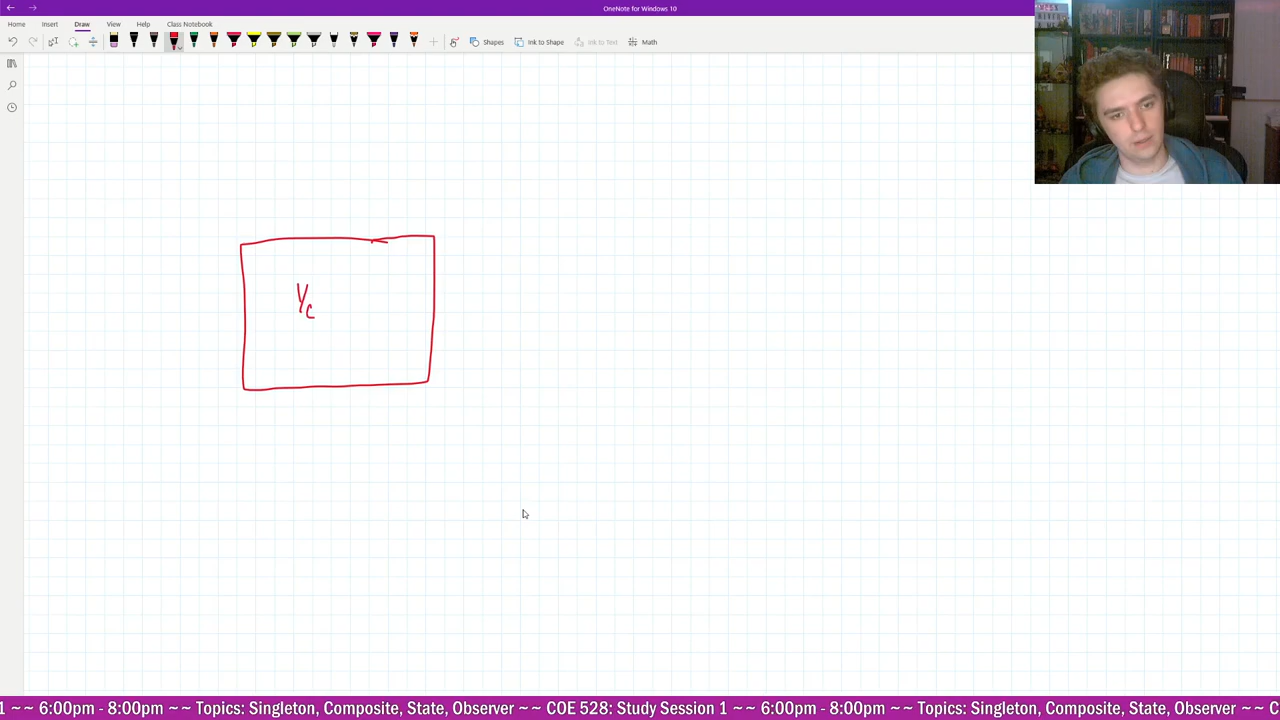 OneNote for Windows 10
Home Insert Draw View Help Class Notebook
Shapes Ink to Shape Ink to Text Math
1 ~~ 6:00pm - 8:00pm ~~ Topics: Singleton, Composite, State, Observer ~~ COE 528: Study Session 1 ~~ 6:00pm - 8:00pm ~~ Topics: Singleton, Composite, State, Observer ~~ C